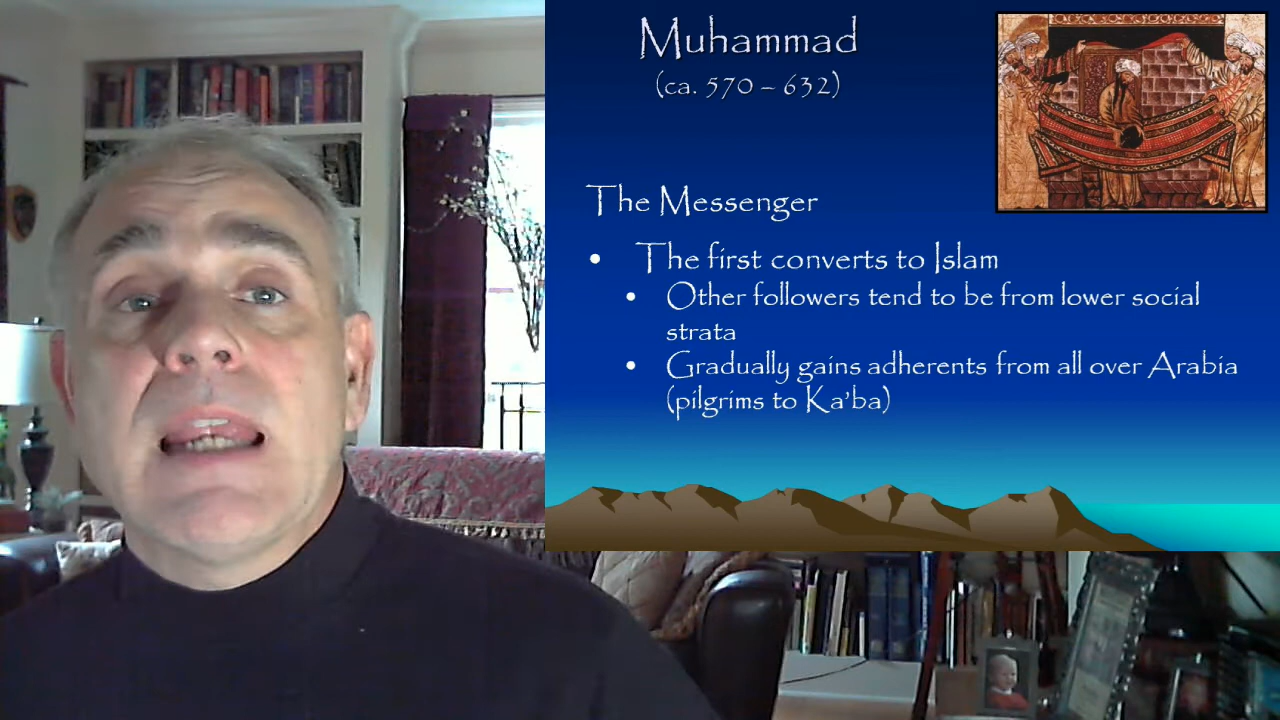 Muhammad
(ca. 570 – 632)
The Messenger
• The first converts to Islam
• Other followers tend to be from lower social
strata
• Gradually gains adherents from all over Arabia
(pilgrims to Ka'ba)